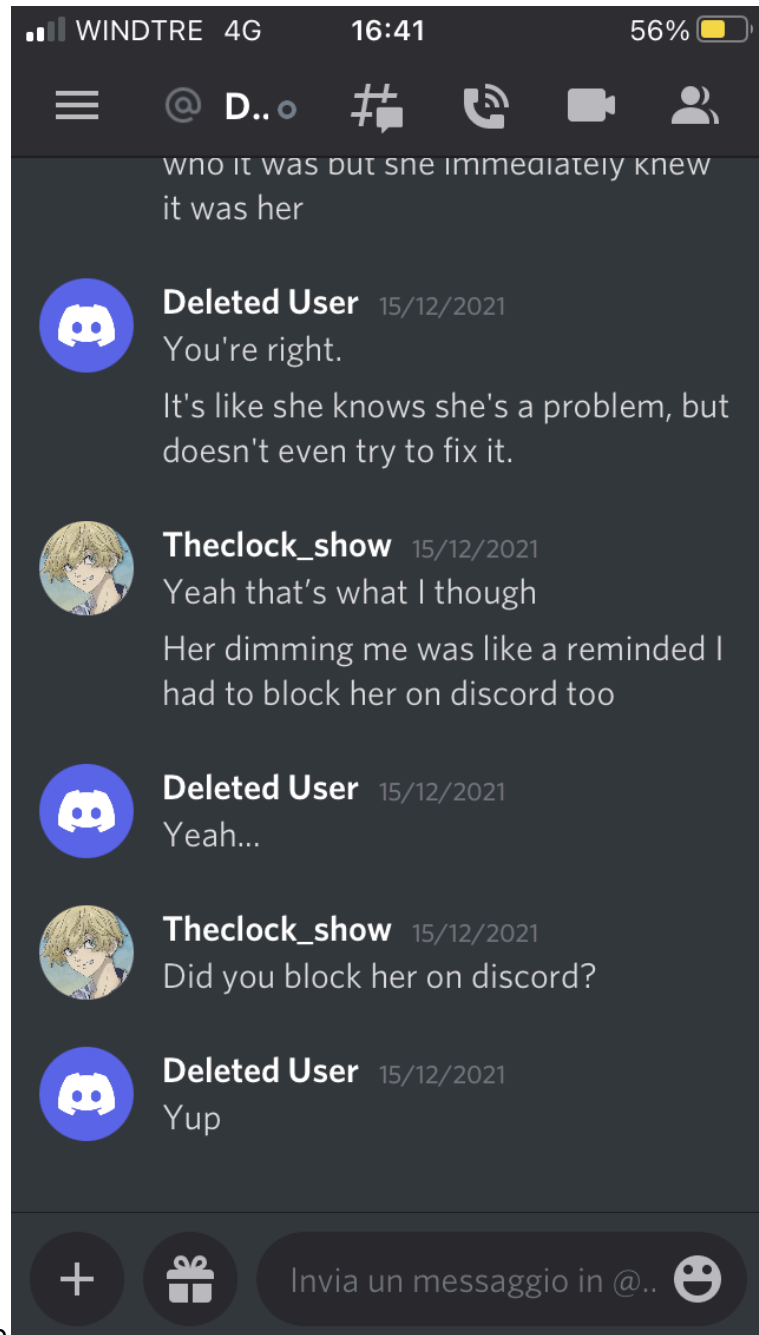 WINDTRE 4G 16:41 56%
@ D..
who it was but she immediately knew
it was her
Deleted User 15/12/2021
You're right.
It's like she knows she's a problem, but
doesn't even try to fix it.
Theclock_show 15/12/2021
Yeah that’s what I though
Her dimming me was like a reminded I
had to block her on discord too
Deleted User 15/12/2021
Yeah...
Theclock_show 15/12/2021
Did you block her on discord?
Deleted User 15/12/2021
Yup
Invia un messaggio in @..